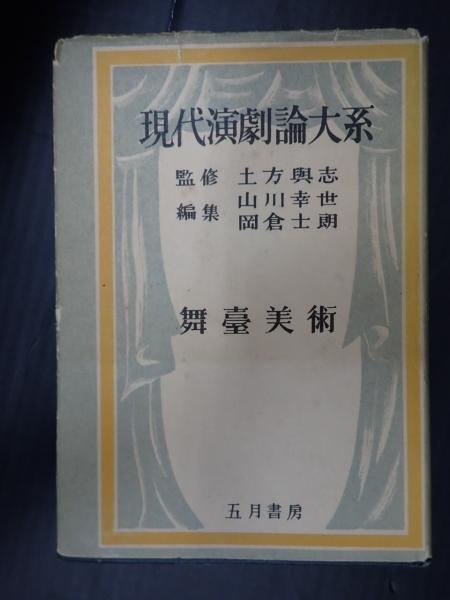 現代演劇論大系
監修 土方與志
編集 山川幸世
岡倉士朗
舞臺美術
五月書房